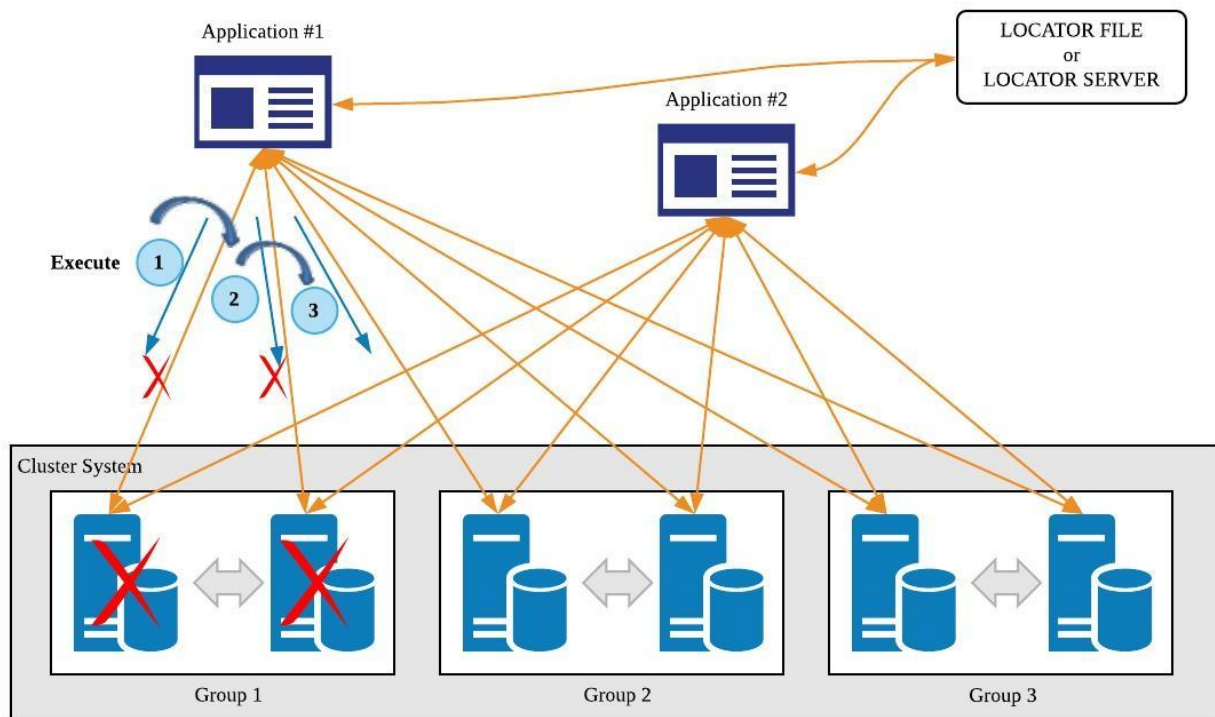 Application #1
LOCATOR FILE
or
LOCATOR SERVER
Application #2
Execute
1
2
3
Cluster System
Group 1
Group 2
Group 3